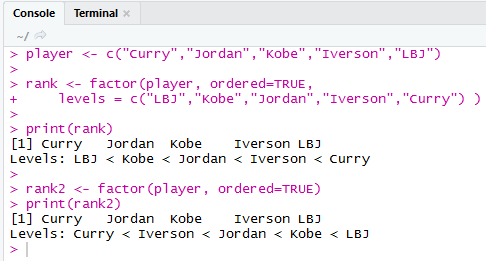 Console Terminal ×
~/
> player <- c("Curry","Jordan","Kobe","Iverson","LBJ")
>
> rank <- factor(player, ordered=TRUE,
+     levels = c("LBJ","Kobe","Jordan","Iverson","Curry") )
>
> print(rank)
[1] Curry   Jordan  Kobe    Iverson LBJ
Levels: LBJ < Kobe < Jordan < Iverson < Curry
>
> rank2 <- factor(player, ordered=TRUE)
> print(rank2)
[1] Curry   Jordan  Kobe    Iverson LBJ
Levels: Curry < Iverson < Jordan < Kobe < LBJ
>